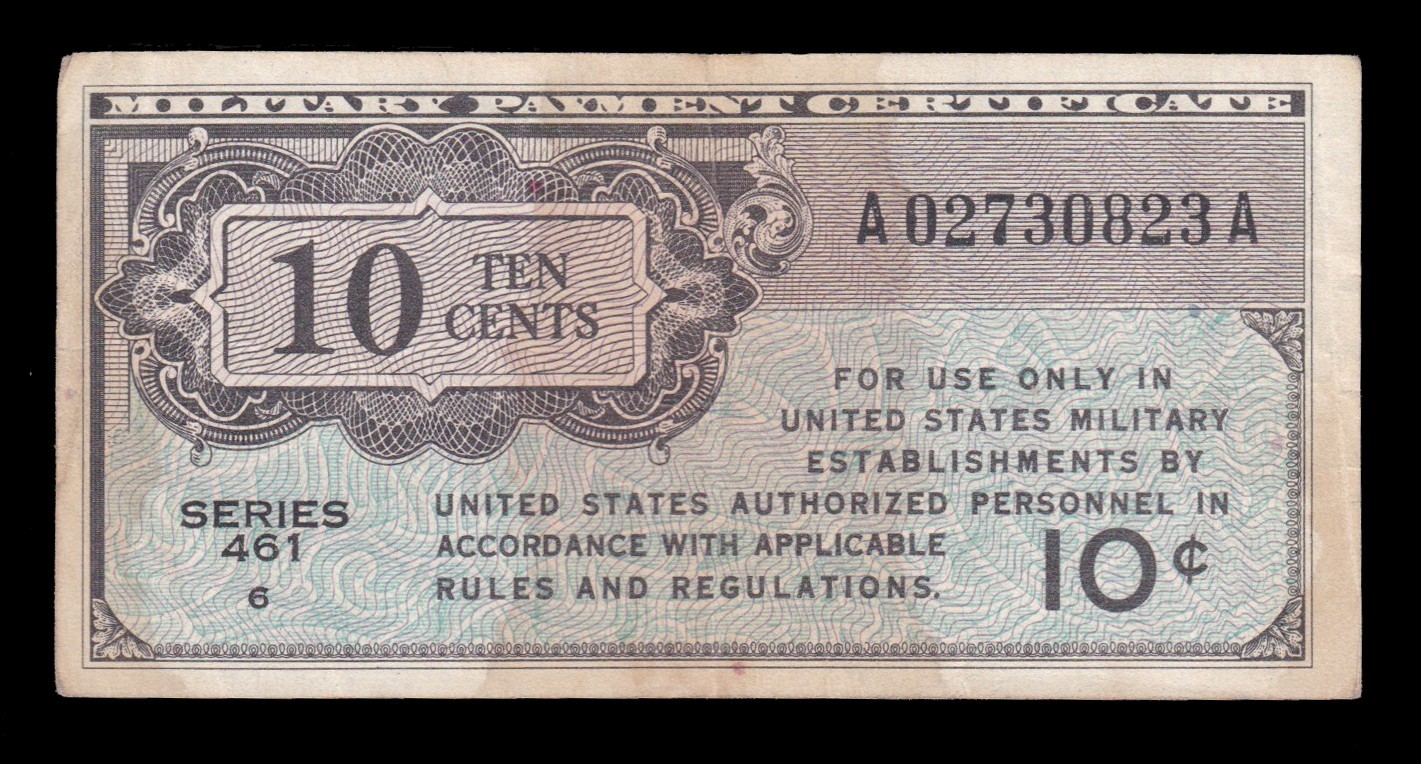 MILITARY PAYMENT CERTIFICATE
A02730823A
10 TEN
CENTS
FOR USE ONLY IN
UNITED STATES MILITARY
ESTABLISHMENTS BY
UNITED STATES AUTHORIZED PERSONNEL IN
ACCORDANCE WITH APPLICABLE
RULES AND REGULATIONS.
SERIES
461
6
10¢